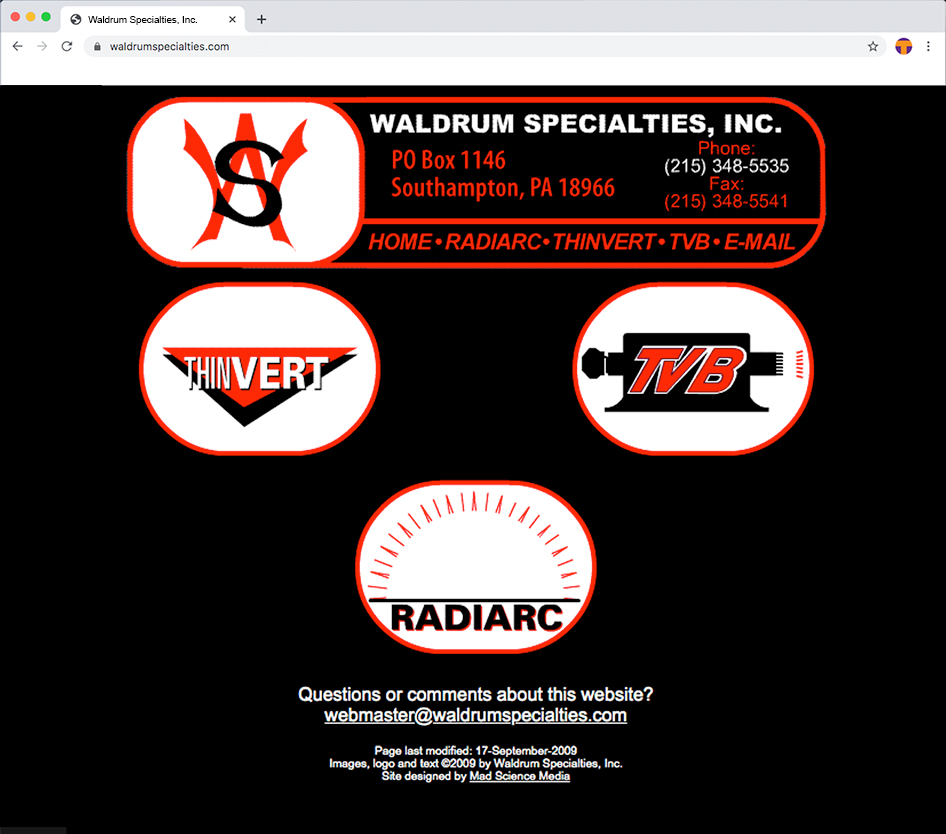 Waldrum Specialties, Inc.
waldrumspecialties.com
WALDRUM SPECIALTIES, INC.
PO Box 1146
Southampton, PA 18966
Phone:
(215) 348-5535
Fax:
(215) 348-5541
HOME • RADIARC • THINVERT • TVB • E-MAIL
WAS
THINVERT
TVB
RADIARC
Questions or comments about this website?
webmaster@waldrumspecialties.com
Page last modified: 17-September-2009
Images, logo and text ©2009 by Waldrum Specialties, Inc.
Site designed by Mad Science Media